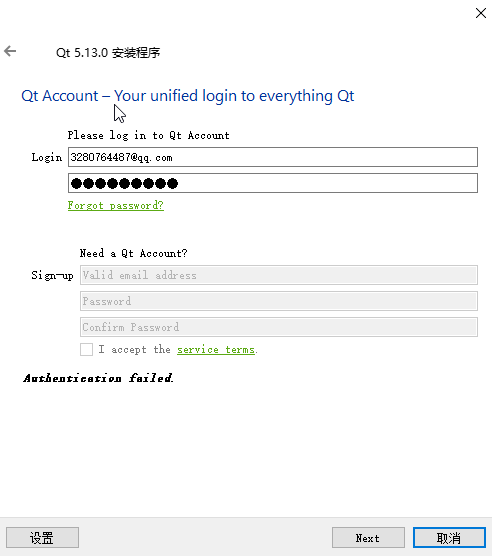 Qt 5.13.0 安装程序
Qt Account – Your unified login to everything Qt
Please log in to Qt Account
Login 3280764487@qq.com
●●●●●●●●●
Forgot password?
Need a Qt Account?
Sign-up Valid email address
Password
Confirm Password
I accept the service terms.
Authentication failed.
设置 Next 取消